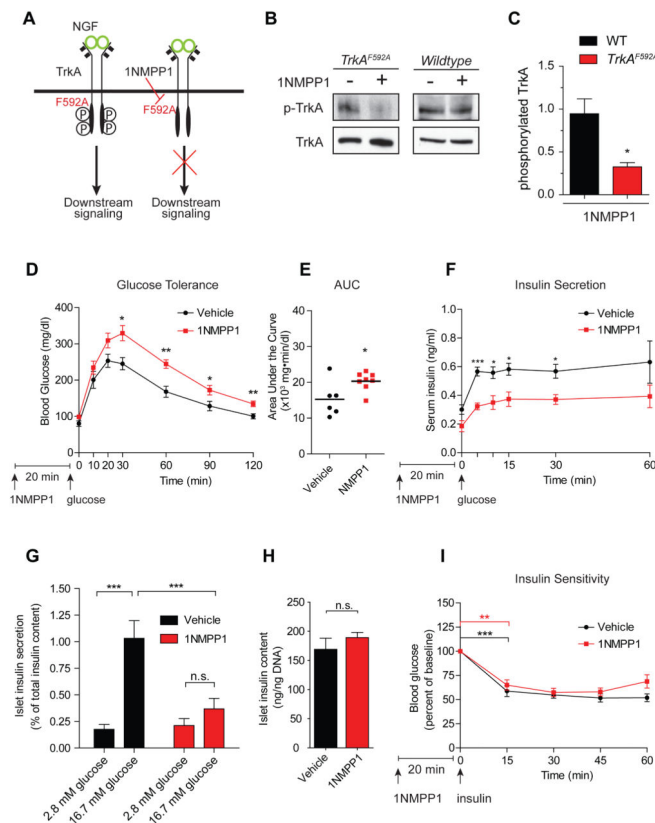 A
NGF
TrkA
1NMPP1
F592A
F592A
P P
P P
Downstream
signaling
Downstream
signaling
B
TrkA^F592A Wildtype
1NMPP1 - + - +
p-TrkA
TrkA
C
WT
TrkA^F592A
phosphorylated TrkA
1.5
1.0
0.5
0.0
*
1NMPP1
D
Glucose Tolerance
Vehicle
1NMPP1
Blood Glucose (mg/dl)
400
300
200
100
* ** * **
0 10 20 30 60 90 120
Time (min)
20 min
1NMPP1 glucose
E
AUC
Area Under the Curve
(x10³ mg•min/dl)
40
30
20
10
0
*
Vehicle
NMPP1
F
Insulin Secretion
Vehicle
1NMPP1
Serum insulin (ng/ml)
1.0
0.8
0.6
0.4
0.2
0
*** * * *
0 15 30 45 60
Time (min)
20 min
1NMPP1 glucose
G
Islet insulin secretion
(% of total insulin content)
1.50
1.25
1.00
0.75
0.50
0.25
0.00
*** ***
Vehicle
1NMPP1
n.s.
2.8 mM glucose
16.7 mM glucose
2.8 mM glucose
16.7 mM glucose
H
Islet insulin content
(ng/ng DNA)
250
200
150
100
50
0
n.s.
Vehicle
1NMPP1
I
Insulin Sensitivity
Vehicle
1NMPP1
**
***
Blood glucose
(percent of baseline)
150
125
100
75
50
25
0
0 15 30 45 60
Time (min)
20 min
1NMPP1 insulin